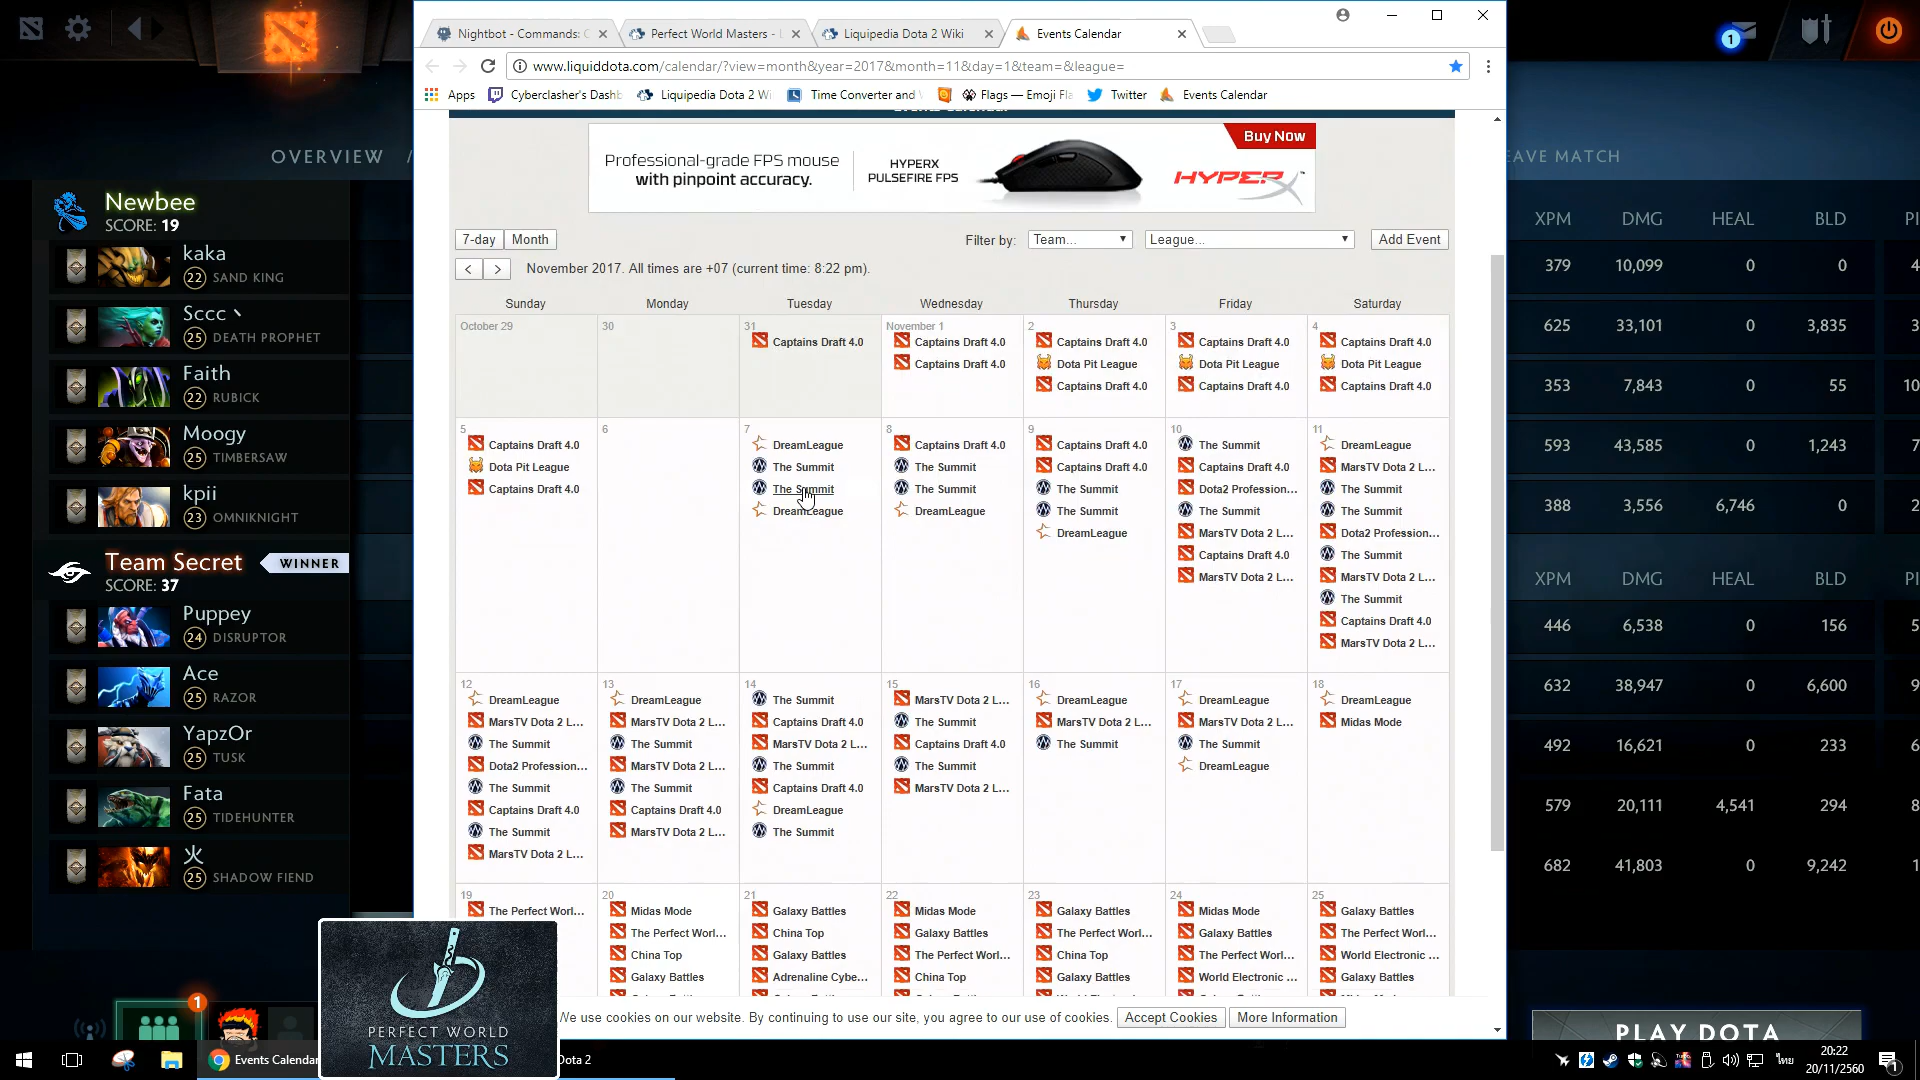 Nightbot - Commands: C
Perfect World Masters - L
Liquipedia Dota 2 Wiki
Events Calendar
www.liquiddota.com/calendar/?view=month&year=2017&month=11&day=1&team=&league=
Apps
Cyberclasher's Dashb
Liquipedia Dota 2 Wi
Time Converter and
Flags — Emoji Fla
Twitter
Events Calendar
1
OVERVIEW /
EAVE MATCH
Professional-grade FPS mouse
with pinpoint accuracy.
HYPERX
PULSEFIRE FPS
Buy Now
HYPERX
7-day
Month
Filter by:
Team...
League...
Add Event
< >
November 2017. All times are +07 (current time: 8:22 pm).
Sunday Monday Tuesday Wednesday Thursday Friday Saturday
October 29
30
31
Captains Draft 4.0
November 1
Captains Draft 4.0
Captains Draft 4.0
2
Captains Draft 4.0
Dota Pit League
Captains Draft 4.0
3
Captains Draft 4.0
Dota Pit League
Captains Draft 4.0
4
Captains Draft 4.0
Dota Pit League
Captains Draft 4.0
5
Captains Draft 4.0
Dota Pit League
Captains Draft 4.0
6
7
DreamLeague
The Summit
The Summit
DreamLeague
8
Captains Draft 4.0
The Summit
The Summit
DreamLeague
9
Captains Draft 4.0
Captains Draft 4.0
The Summit
The Summit
DreamLeague
10
The Summit
Captains Draft 4.0
Dota2 Profession...
The Summit
MarsTV Dota 2 L...
Captains Draft 4.0
MarsTV Dota 2 L...
11
DreamLeague
MarsTV Dota 2 L...
The Summit
The Summit
Dota2 Profession...
The Summit
MarsTV Dota 2 L...
The Summit
Captains Draft 4.0
MarsTV Dota 2 L...
12
DreamLeague
MarsTV Dota 2 L...
The Summit
Dota2 Profession...
The Summit
Captains Draft 4.0
The Summit
MarsTV Dota 2 L...
13
DreamLeague
MarsTV Dota 2 L...
The Summit
MarsTV Dota 2 L...
The Summit
Captains Draft 4.0
MarsTV Dota 2 L...
14
The Summit
Captains Draft 4.0
MarsTV Dota 2 L...
The Summit
Captains Draft 4.0
DreamLeague
The Summit
15
MarsTV Dota 2 L...
The Summit
Captains Draft 4.0
The Summit
MarsTV Dota 2 L...
16
DreamLeague
MarsTV Dota 2 L...
The Summit
17
DreamLeague
MarsTV Dota 2 L...
The Summit
DreamLeague
18
DreamLeague
Midas Mode
19
The Perfect Worl...
20
Midas Mode
The Perfect Worl...
China Top
Galaxy Battles
21
Galaxy Battles
China Top
Galaxy Battles
Adrenaline Cybe...
22
Midas Mode
Galaxy Battles
The Perfect Worl...
China Top
23
Galaxy Battles
The Perfect Worl...
China Top
Galaxy Battles
24
Midas Mode
Galaxy Battles
The Perfect Worl...
World Electronic ...
25
Galaxy Battles
The Perfect Worl...
World Electronic ...
Galaxy Battles
We use cookies on our website. By continuing to use our site, you agree to our use of cookies.
Accept Cookies
More Information
Newbee
SCORE: 19
kaka
22 SAND KING
Sccc丶
25 DEATH PROPHET
Faith
22 RUBICK
Moogy
25 TIMBERSAW
kpii
23 OMNIKNIGHT
Team Secret
WINNER
SCORE: 37
Puppey
24 DISRUPTOR
Ace
25 RAZOR
YapzOr
25 TUSK
Fata
25 TIDEHUNTER
火
25 SHADOW FIEND
XPM DMG HEAL BLD PI
379 10,099 0 0 4
625 33,101 0 3,835 3
353 7,843 0 55 10
593 43,585 0 1,243 3
388 3,556 6,746 0 2
XPM DMG HEAL BLD PI
446 6,538 0 156 5
632 38,947 0 6,600 3
492 16,621 0 233 6
579 20,111 4,541 294 8
682 41,803 0 9,242 1
1
PERFECT WORLD
MASTERS
PLAY DOTA
Events Calendar
Dota 2
ไทย
20:22
20/11/2560
1